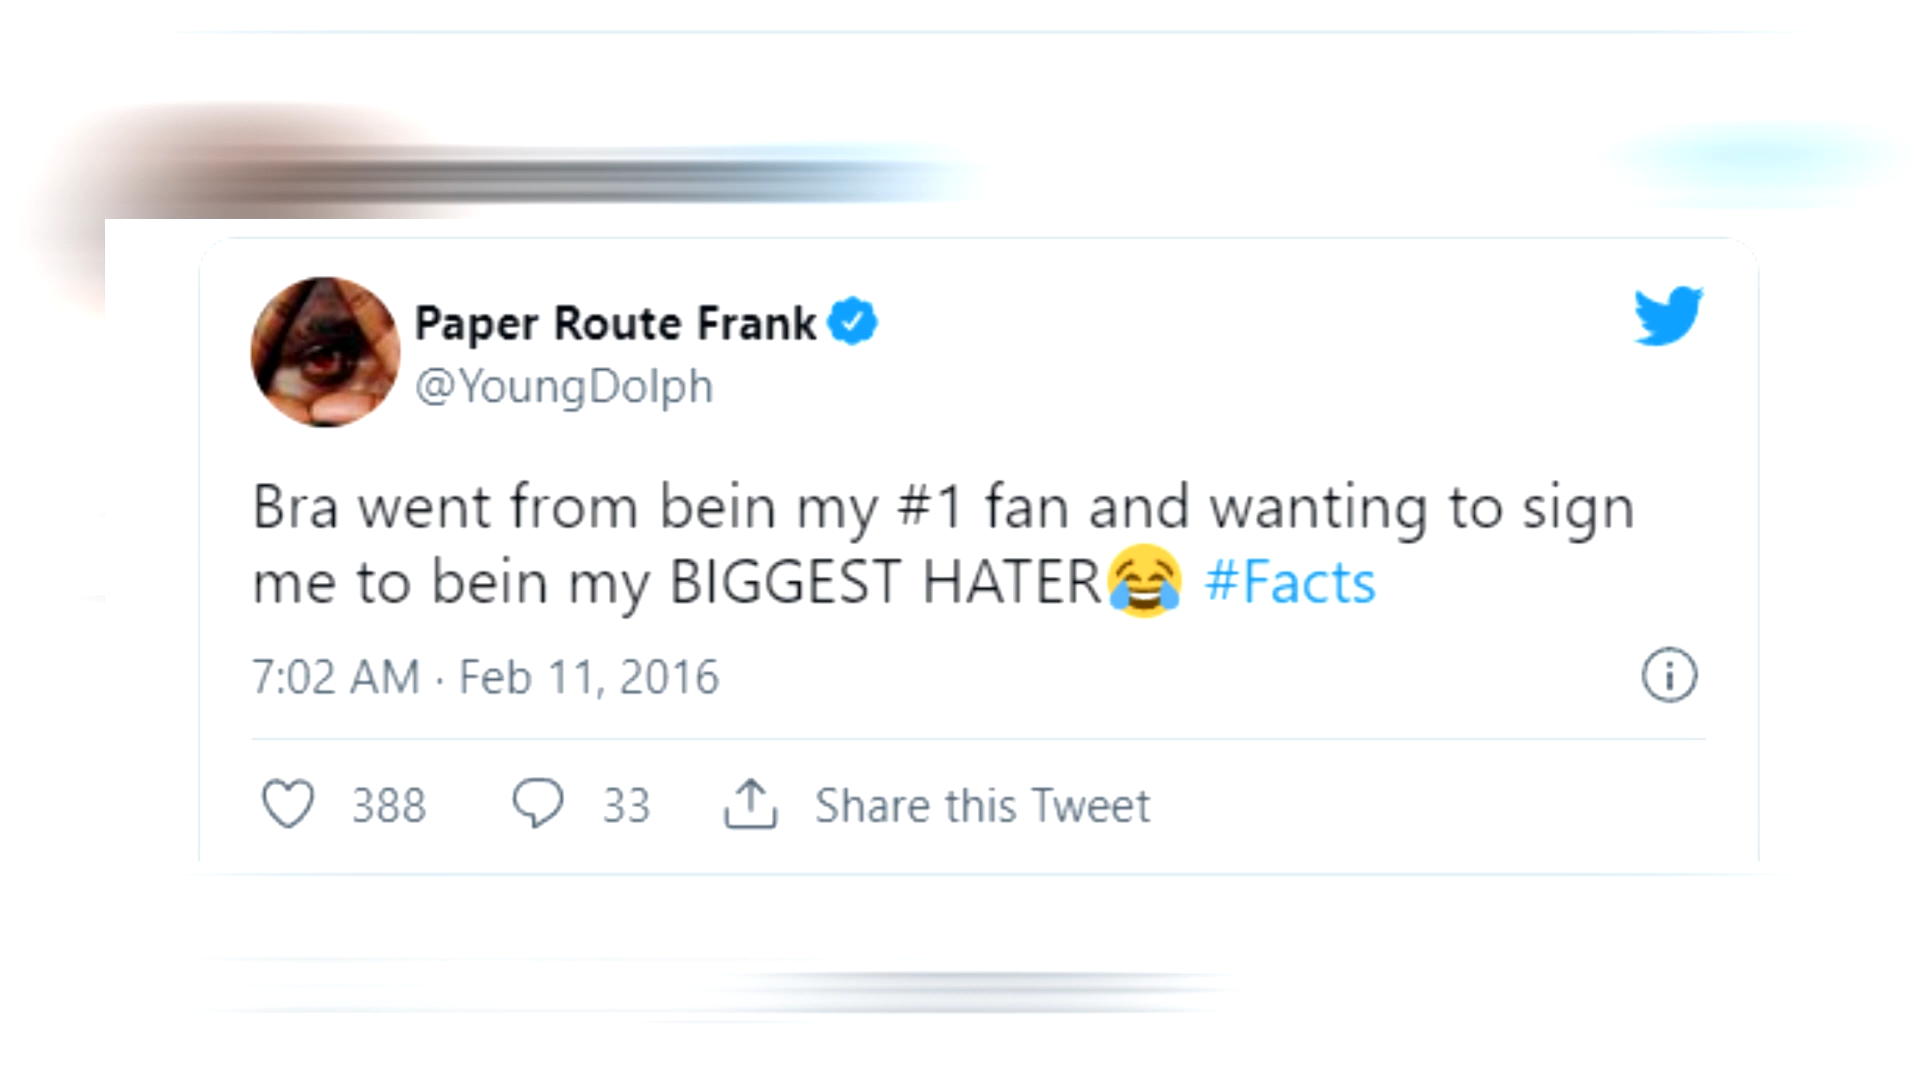 Paper Route Frank
@YoungDolph
Bra went from bein my #1 fan and wanting to sign
me to bein my BIGGEST HATER😂 #Facts
7:02 AM · Feb 11, 2016
388 33 Share this Tweet